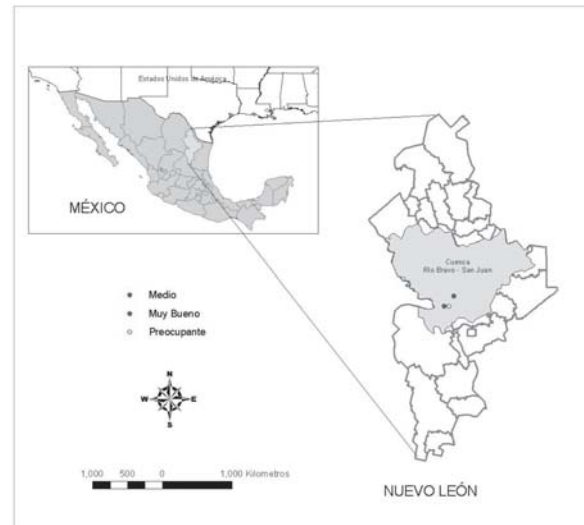 Estados Unidos de América
MÉXICO
Cuenca
Río Bravo - San Juan
Medio
Muy Bueno
Preocupante
N
W E
S
1,000 500 0 1,000 Kilometros
NUEVO LEÓN